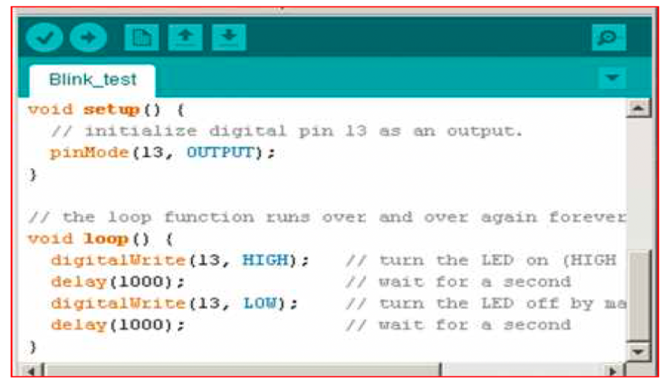 Blink_test
void setup() {
  // initialize digital pin 13 as an output.
  pinMode(13, OUTPUT);
}

// the loop function runs over and over again forever
void loop() {
  digitalWrite(13, HIGH);   // turn the LED on (HIGH
  delay(1000);              // wait for a second
  digitalWrite(13, LOW);    // turn the LED off by ma
  delay(1000);              // wait for a second
}